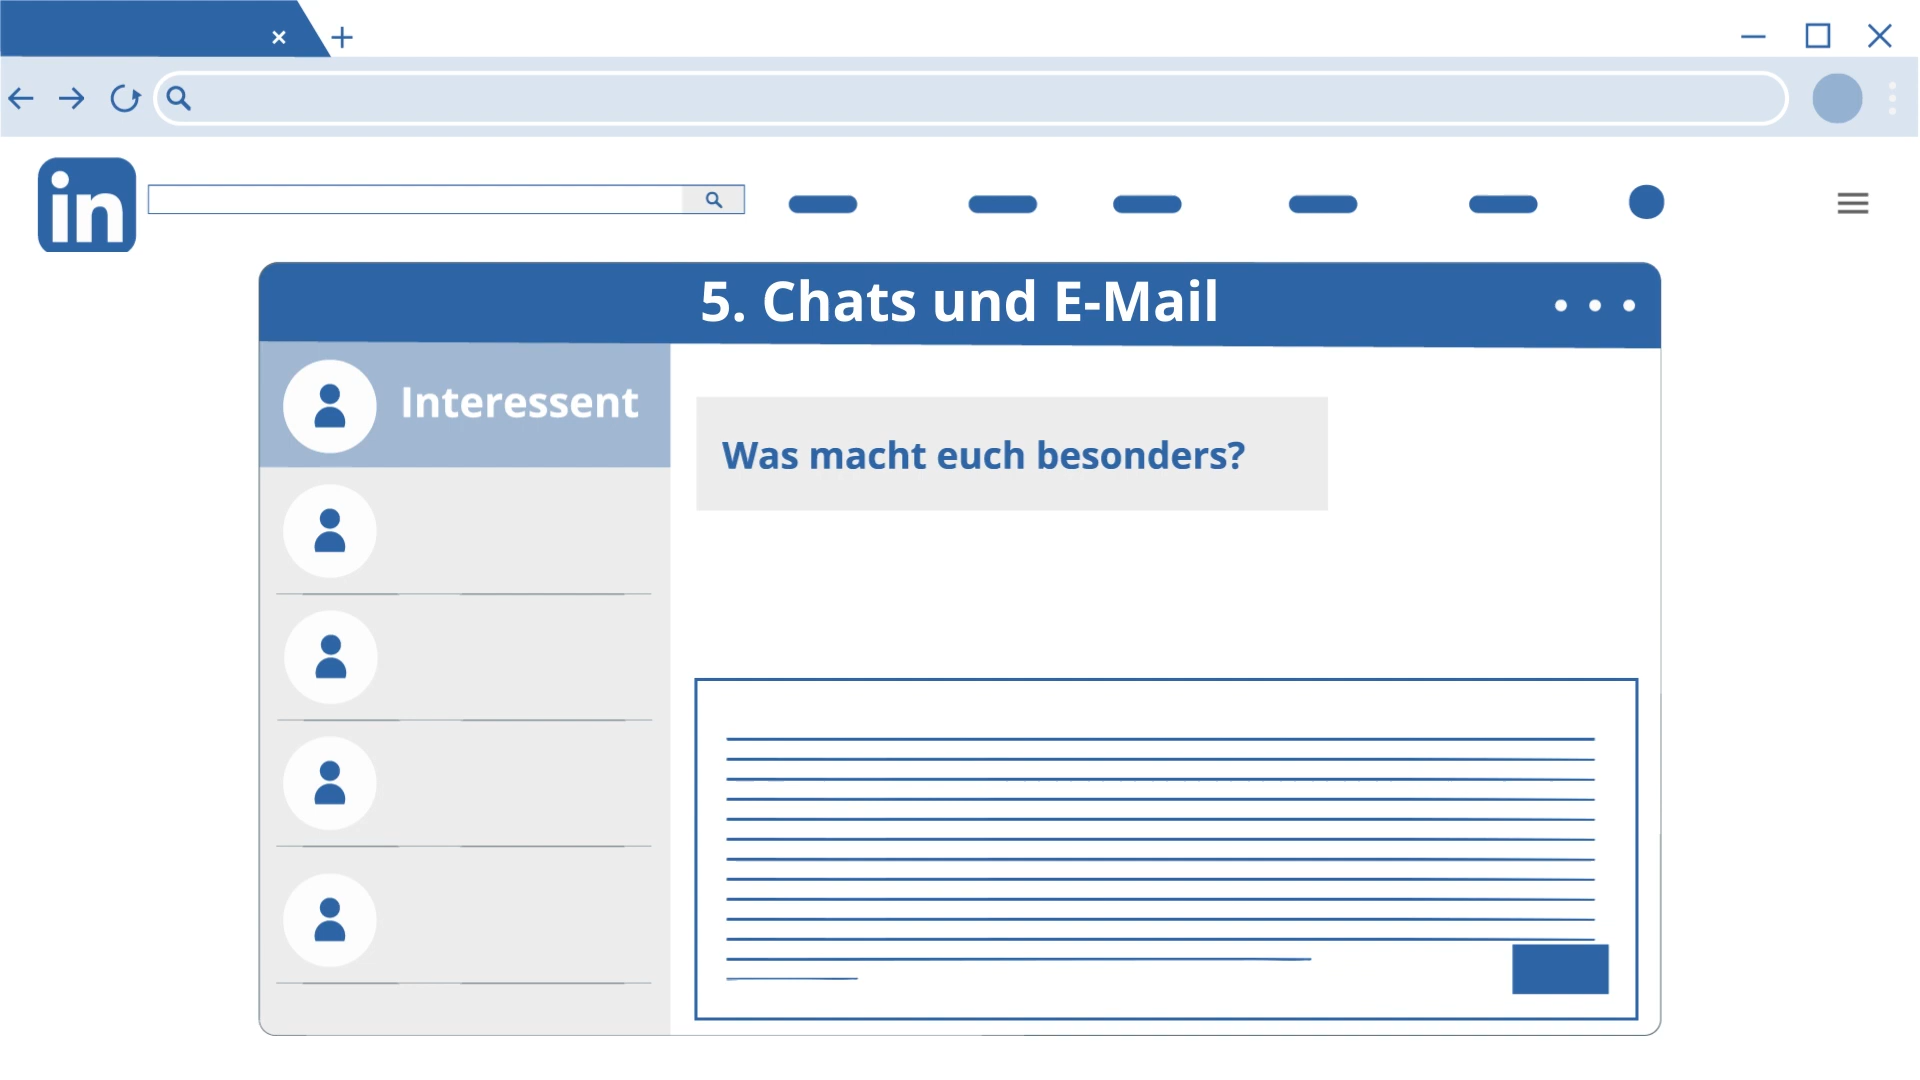 in
5. Chats und E-Mail
Interessent
Was macht euch besonders?